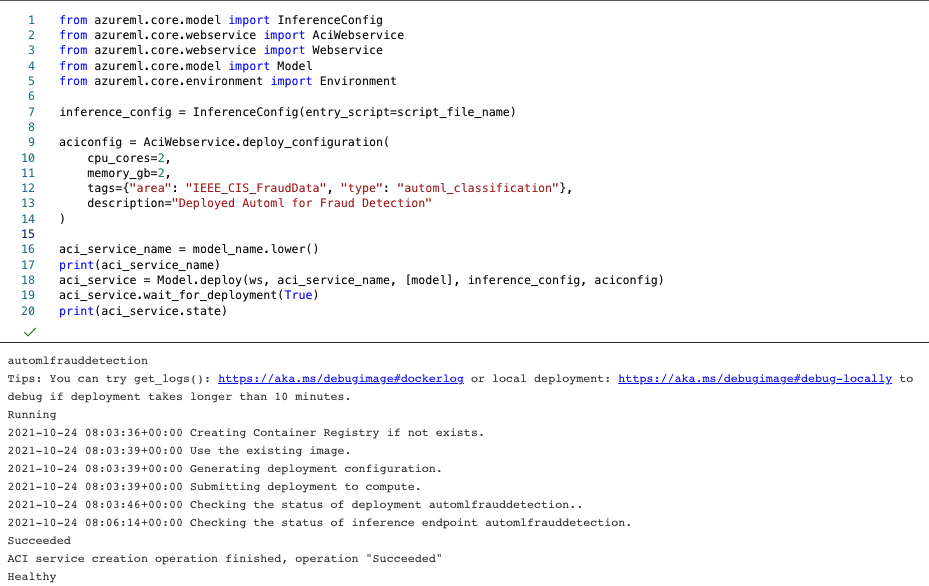 1 from azureml.core.model import InferenceConfig
2 from azureml.core.webservice import AciWebservice
3 from azureml.core.webservice import Webservice
4 from azureml.core.model import Model
5 from azureml.core.environment import Environment
6
7 inference_config = InferenceConfig(entry_script=script_file_name)
8
9 aciconfig = AciWebservice.deploy_configuration(
10     cpu_cores=2,
11     memory_gb=2,
12     tags={"area": "IEEE_CIS_FraudData", "type": "automl_classification"},
13     description="Deployed Automl for Fraud Detection"
14 )
15
16 aci_service_name = model_name.lower()
17 print(aci_service_name)
18 aci_service = Model.deploy(ws, aci_service_name, [model], inference_config, aciconfig)
19 aci_service.wait_for_deployment(True)
20 print(aci_service.state)
automlfrauddetection
Tips: You can try get_logs(): https://aka.ms/debugimage#dockerlog or local deployment: https://aka.ms/debugimage#debug-locally to
debug if deployment takes longer than 10 minutes.
Running
2021-10-24 08:03:36+00:00 Creating Container Registry if not exists.
2021-10-24 08:03:39+00:00 Use the existing image.
2021-10-24 08:03:39+00:00 Generating deployment configuration.
2021-10-24 08:03:39+00:00 Submitting deployment to compute.
2021-10-24 08:03:46+00:00 Checking the status of deployment automlfrauddetection..
2021-10-24 08:06:14+00:00 Checking the status of inference endpoint automlfrauddetection.
Succeeded
ACI service creation operation finished, operation "Succeeded"
Healthy